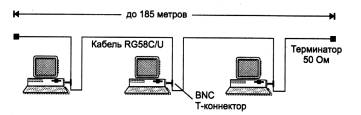 до 185 метров
Кабель RG58C/U
Терминатор
50 Ом
BNC
Т-коннектор